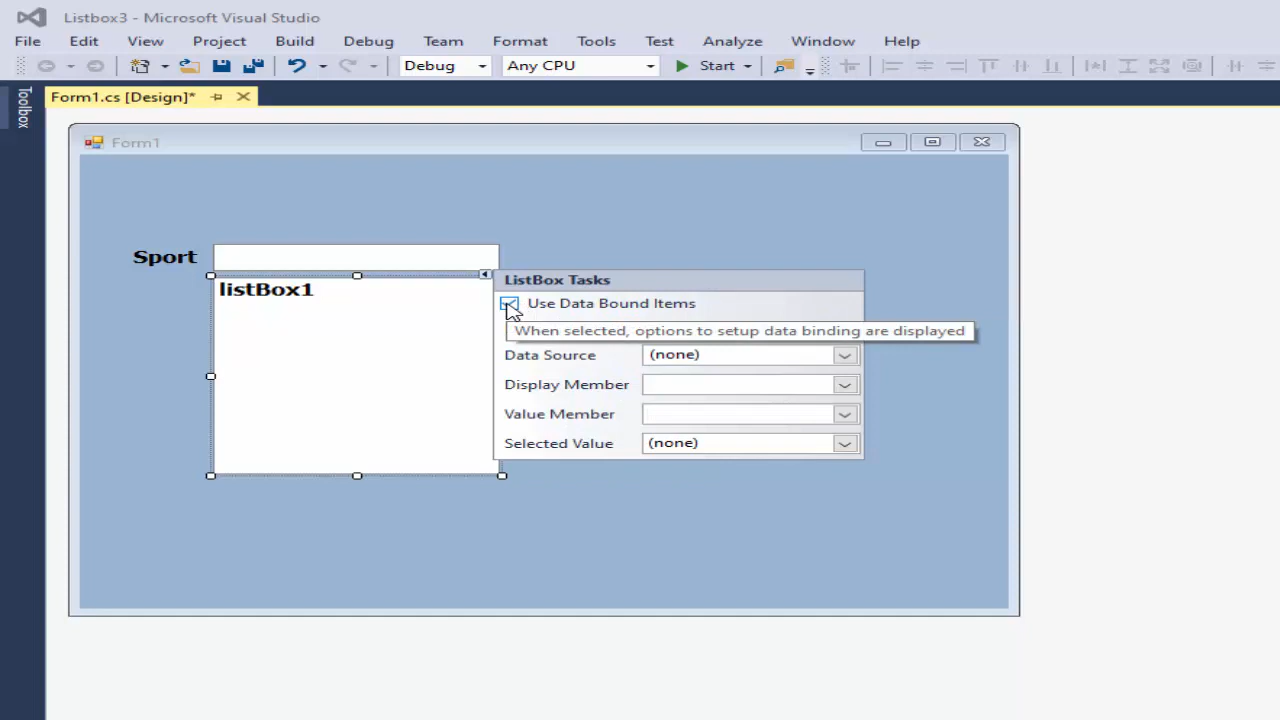 Listbox3 - Microsoft Visual Studio
File Edit View Project Build Debug Team Format Tools Test Analyze Window Help
Debug Any CPU Start
Form1.cs [Design]*
Toolbox
Form1
Sport
listBox1
ListBox Tasks
Use Data Bound Items
When selected, options to setup data binding are displayed
Data Source (none)
Display Member
Value Member
Selected Value (none)